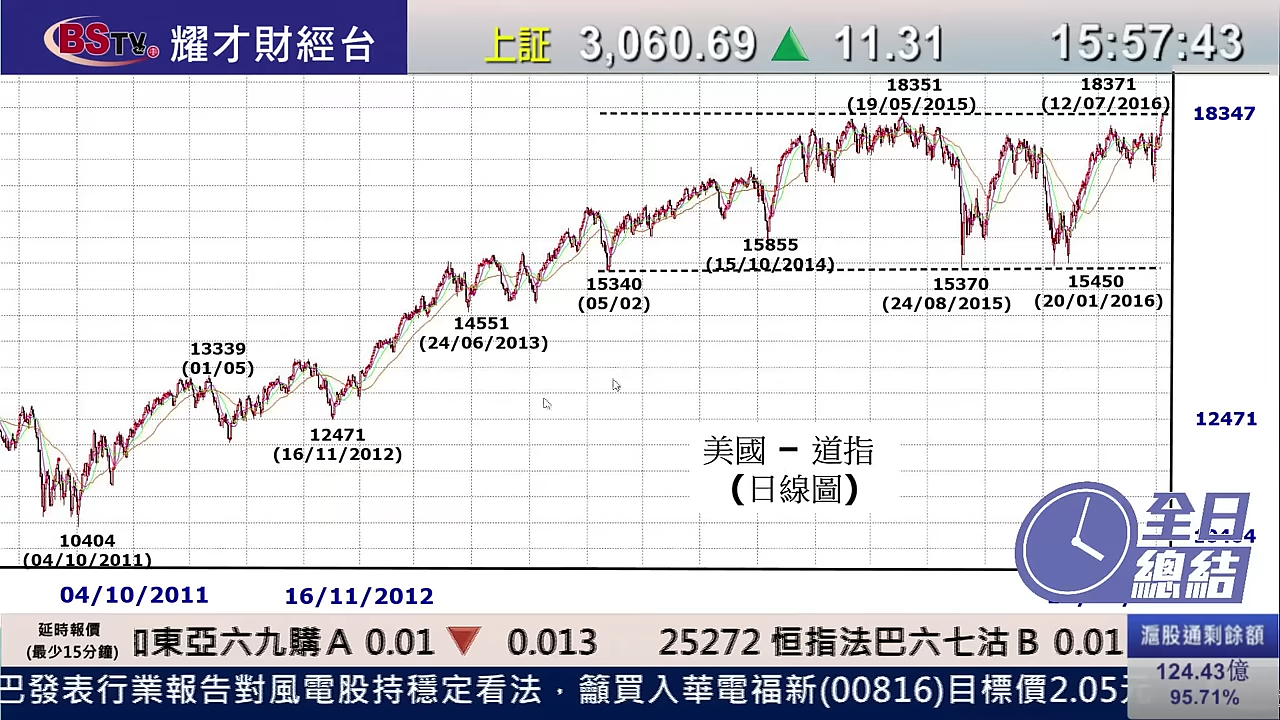 BSTV 耀才財經台
上証 3,060.69 ▲ 11.31 15:57:43
18351
(19/05/2015)
18371
(12/07/2016)
18347
15855
(15/10/2014)
15340
(05/02)
15370
(24/08/2015)
15450
(20/01/2016)
14551
(24/06/2013)
13339
(01/05)
12471
12471
(16/11/2012)
美國 – 道指
(日線圖)
10404
(04/10/2011)
全日
總結
04/10/2011 16/11/2012
延時報價
(最少15分鐘)
東亞六九購A 0.01 ▼ 0.013 25272 恒指法巴六七沽B 0.01
滬股通剩餘額
124.43億
95.71%
巴發表行業報告對風電股持穩定看法，籲買入華電福新(00816)目標價2.05元